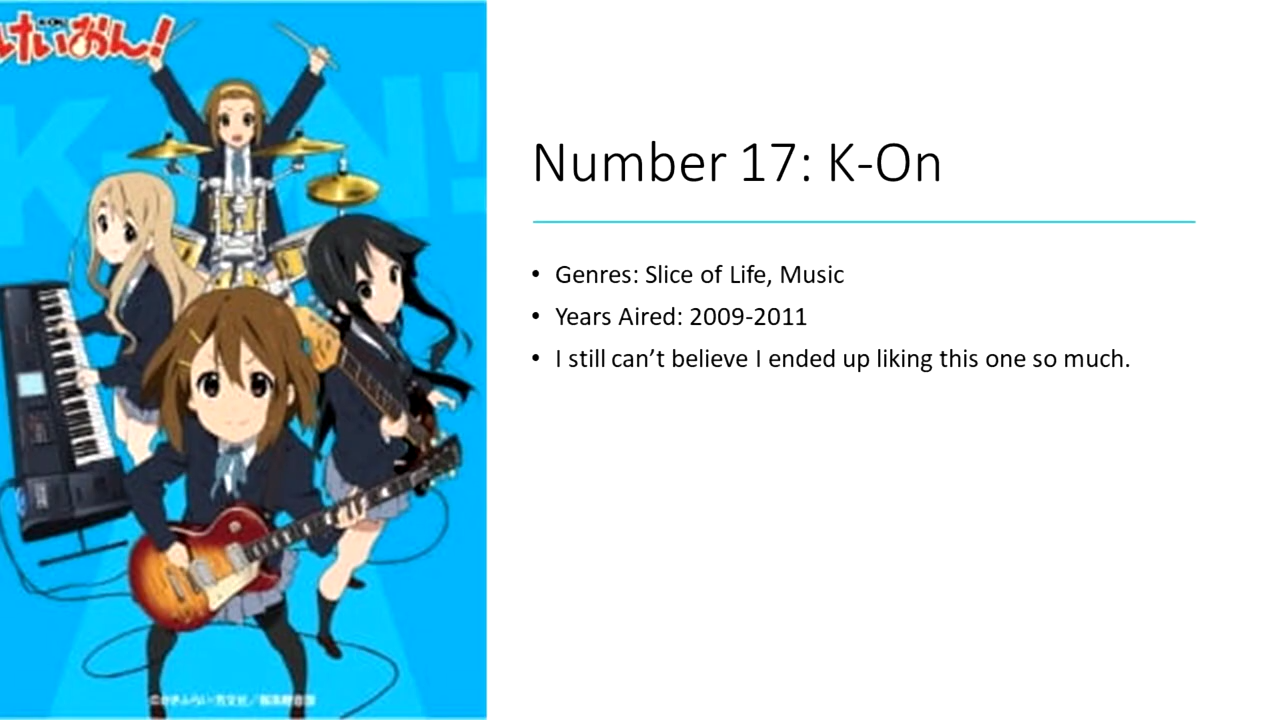 けいおん!
K-ON!
Number 17: K-On
• Genres: Slice of Life, Music
• Years Aired: 2009-2011
• I still can’t believe I ended up liking this one so much.